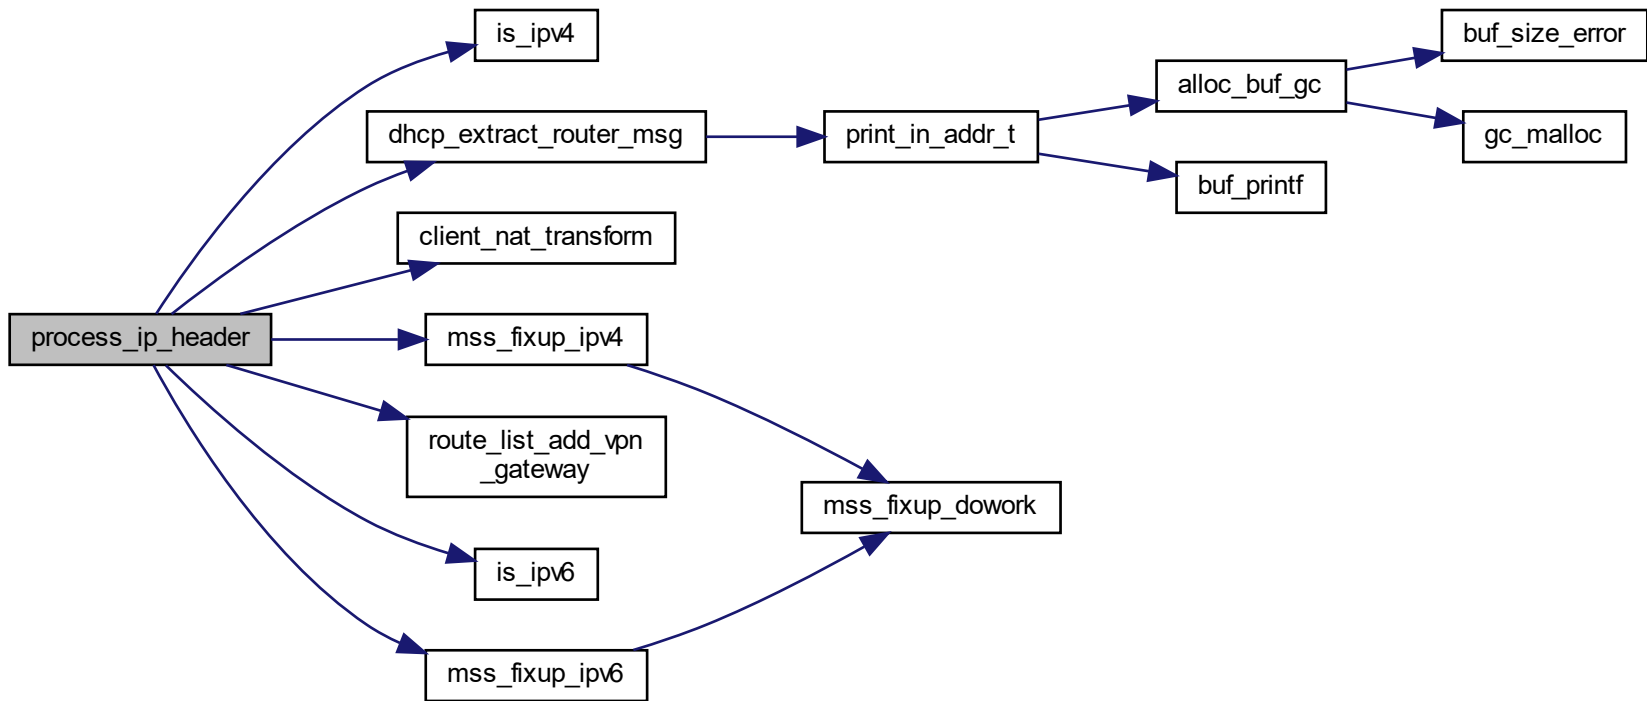 is_ipv4
buf_size_error
alloc_buf_gc
dhcp_extract_router_msg
print_in_addr_t
gc_malloc
buf_printf
client_nat_transform
process_ip_header
mss_fixup_ipv4
route_list_add_vpn
_gateway
mss_fixup_dowork
is_ipv6
mss_fixup_ipv6